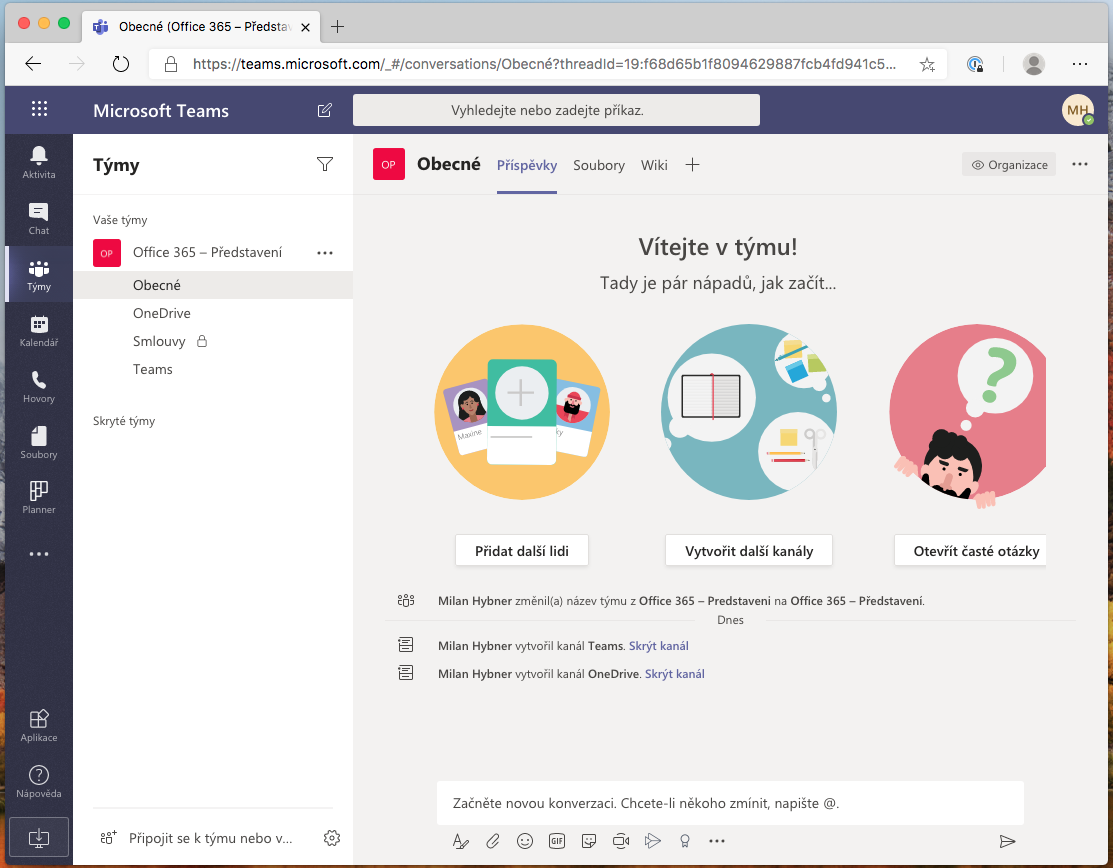 Obecné (Office 365 – Představ
https://teams.microsoft.com/_#/conversations/Obecné?threadId=19:f68d65b1f8094629887fcb4fd941c5...
Microsoft Teams
Vyhledejte nebo zadejte příkaz.
MH
Aktivita
Chat
Týmy
Kalendář
Hovory
Soubory
Planner
Aplikace
Nápověda
Týmy
Vaše týmy
OP
Office 365 – Představení
Obecné
OneDrive
Smlouvy
Teams
Skryté týmy
Připojit se k týmu nebo v...
OP
Obecné
Příspěvky
Soubory
Wiki
Organizace
Vítejte v týmu!
Tady je pár nápadů, jak začít...
Maxine
ky
Přidat další lidi
Vytvořit další kanály
Otevřít časté otázky
Milan Hybner změnil(a) název týmu z Office 365 – Predstaveni na Office 365 – Představení.
Dnes
Milan Hybner vytvořil kanál Teams. Skrýt kanál
Milan Hybner vytvořil kanál OneDrive. Skrýt kanál
Začněte novou konverzaci. Chcete-li někoho zmínit, napište @.
GIF